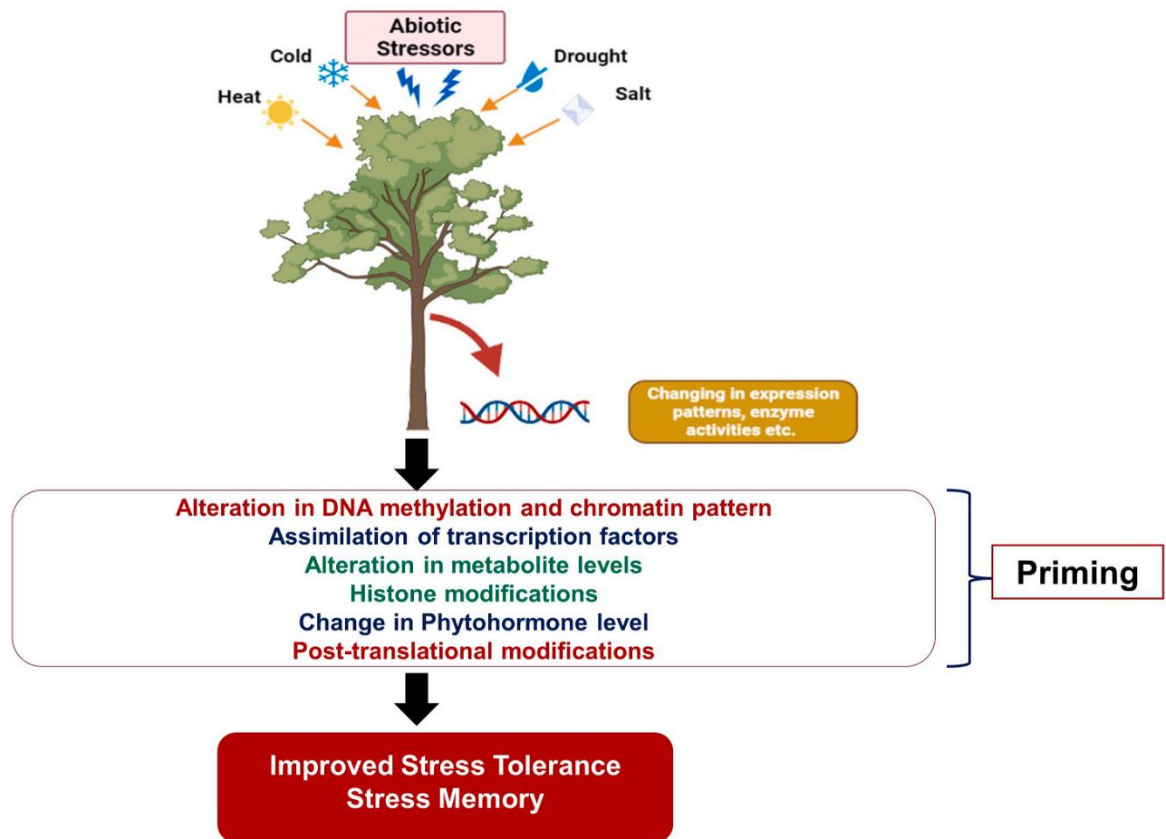 Abiotic
Stressors
Cold
Drought
Heat
Salt
Changing in expression
patterns, enzyme
activities etc.
Alteration in DNA methylation and chromatin pattern
Assimilation of transcription factors
Alteration in metabolite levels
Histone modifications
Change in Phytohormone level
Post-translational modifications
Priming
Improved Stress Tolerance
Stress Memory